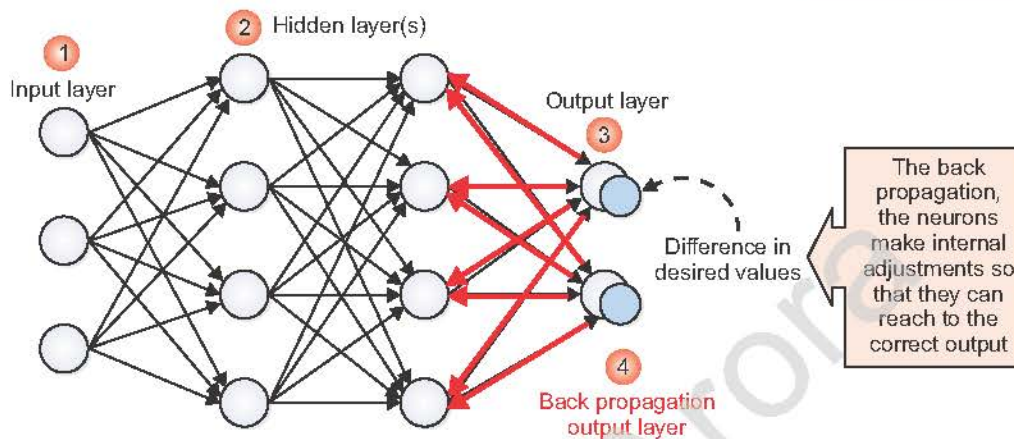 1
Input layer
2 Hidden layer(s)
Output layer
3
Difference in
desired values
4
Back propagation
output layer
The back
propagation,
the neurons
make internal
adjustments so
that they can
reach to the
correct output
rora